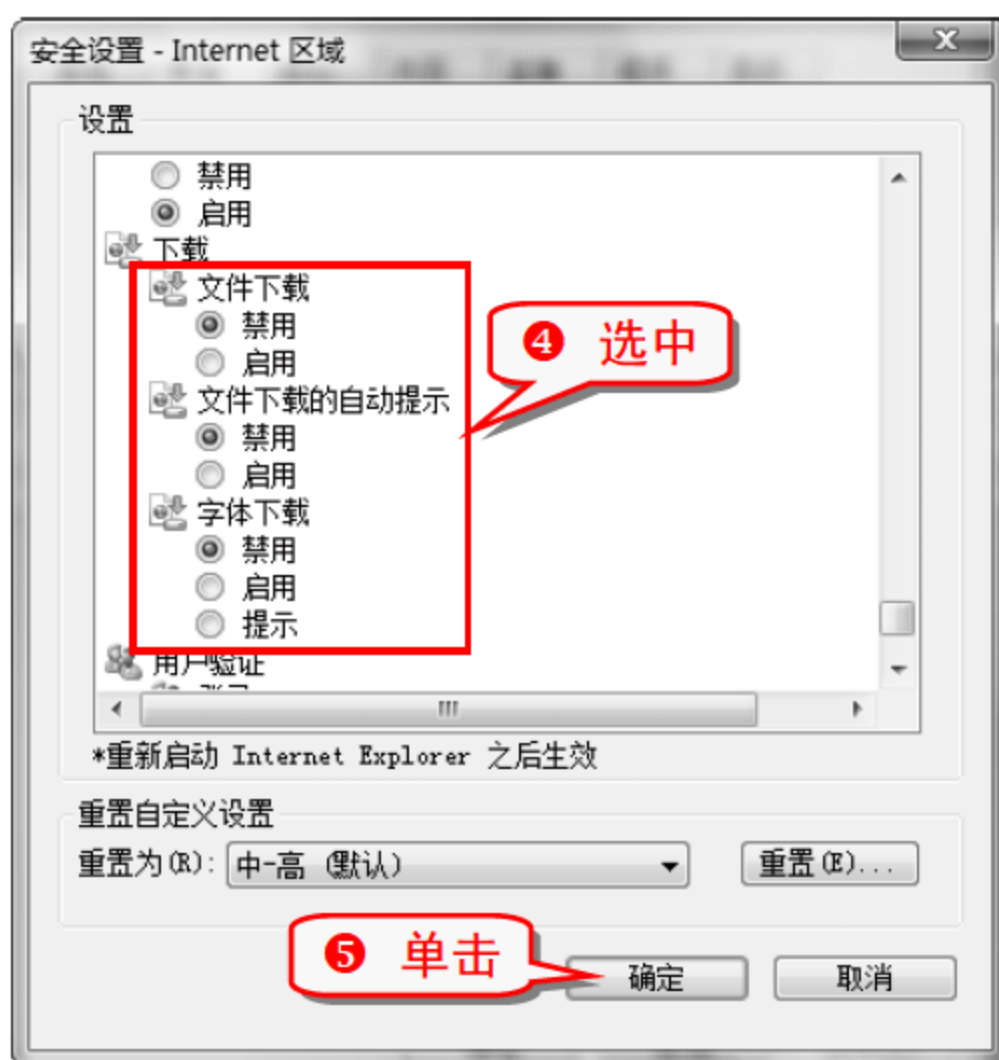 安全设置 - Internet 区域
设置
禁用
启用
下载
文件下载
禁用
启用
文件下载的自动提示
禁用
启用
字体下载
禁用
启用
提示
用户验证
*重新启动 Internet Explorer 之后生效
重置自定义设置
重置为(R): 中-高 (默认) 重置(E)...
确定 取消
❹ 选中
❺ 单击